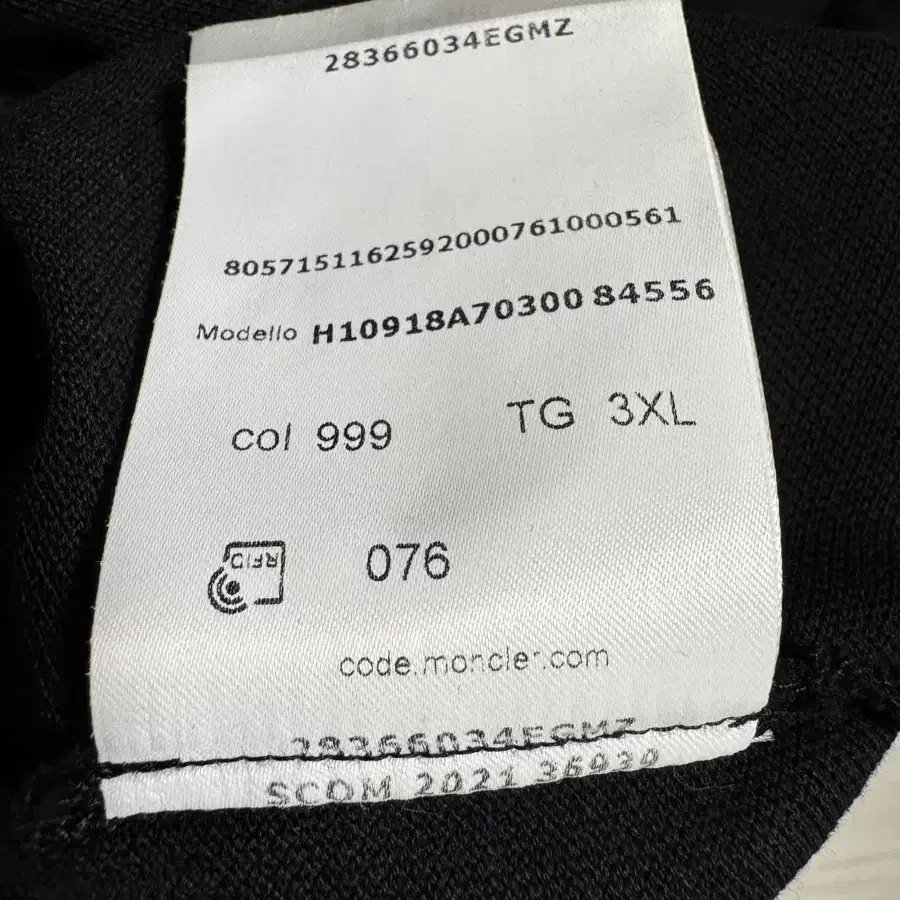 28366034EGMZ
8057151162592000761000561
Modello H10918A70300 84556
col 999 TG 3XL
RFID 076
code.moncler.com
28366034EGMZ
SCOM 2021 36930